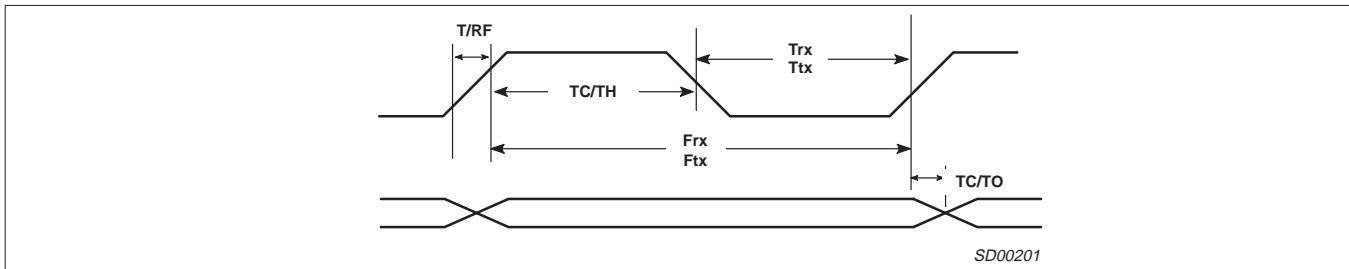 T/RF
Trx
Ttx
TC/TH
Frx
Ftx
TC/TO
SD00201